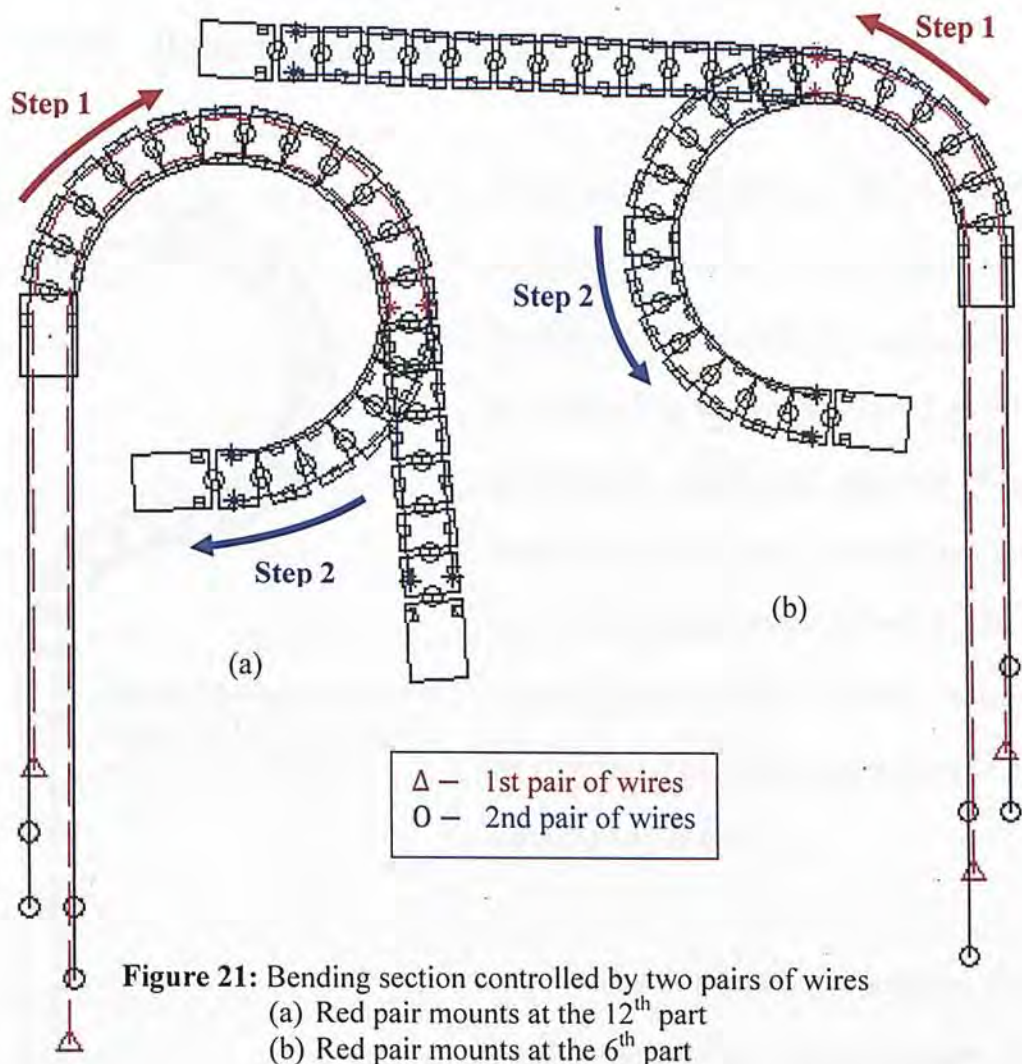 Step 1
Step 1
Step 2
Step 2
(a)
(b)
Δ – 1st pair of wires
O – 2nd pair of wires
Figure 21: Bending section controlled by two pairs of wires
(a) Red pair mounts at the 12th part
(b) Red pair mounts at the 6th part